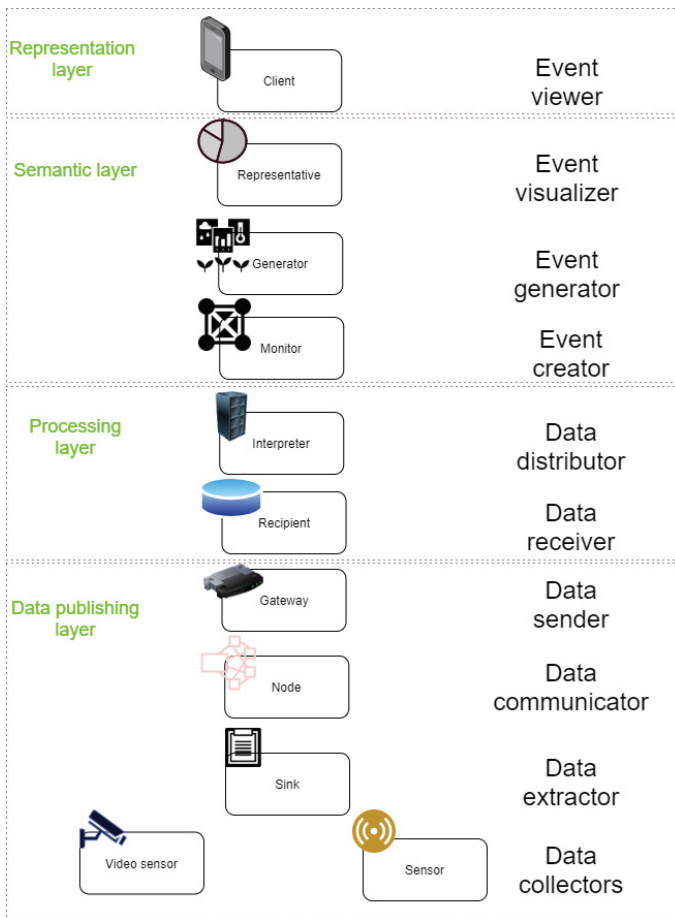 Representation
layer
Client
Event
viewer
Semantic layer
Representative
Event
visualizer
Generator
Event
generator
Monitor
Event
creator
Processing
layer
Interpreter
Data
distributor
Recipient
Data
receiver
Data publishing
layer
Gateway
Data
sender
Node
Data
communicator
Sink
Data
extractor
Video sensor
Sensor
Data
collectors